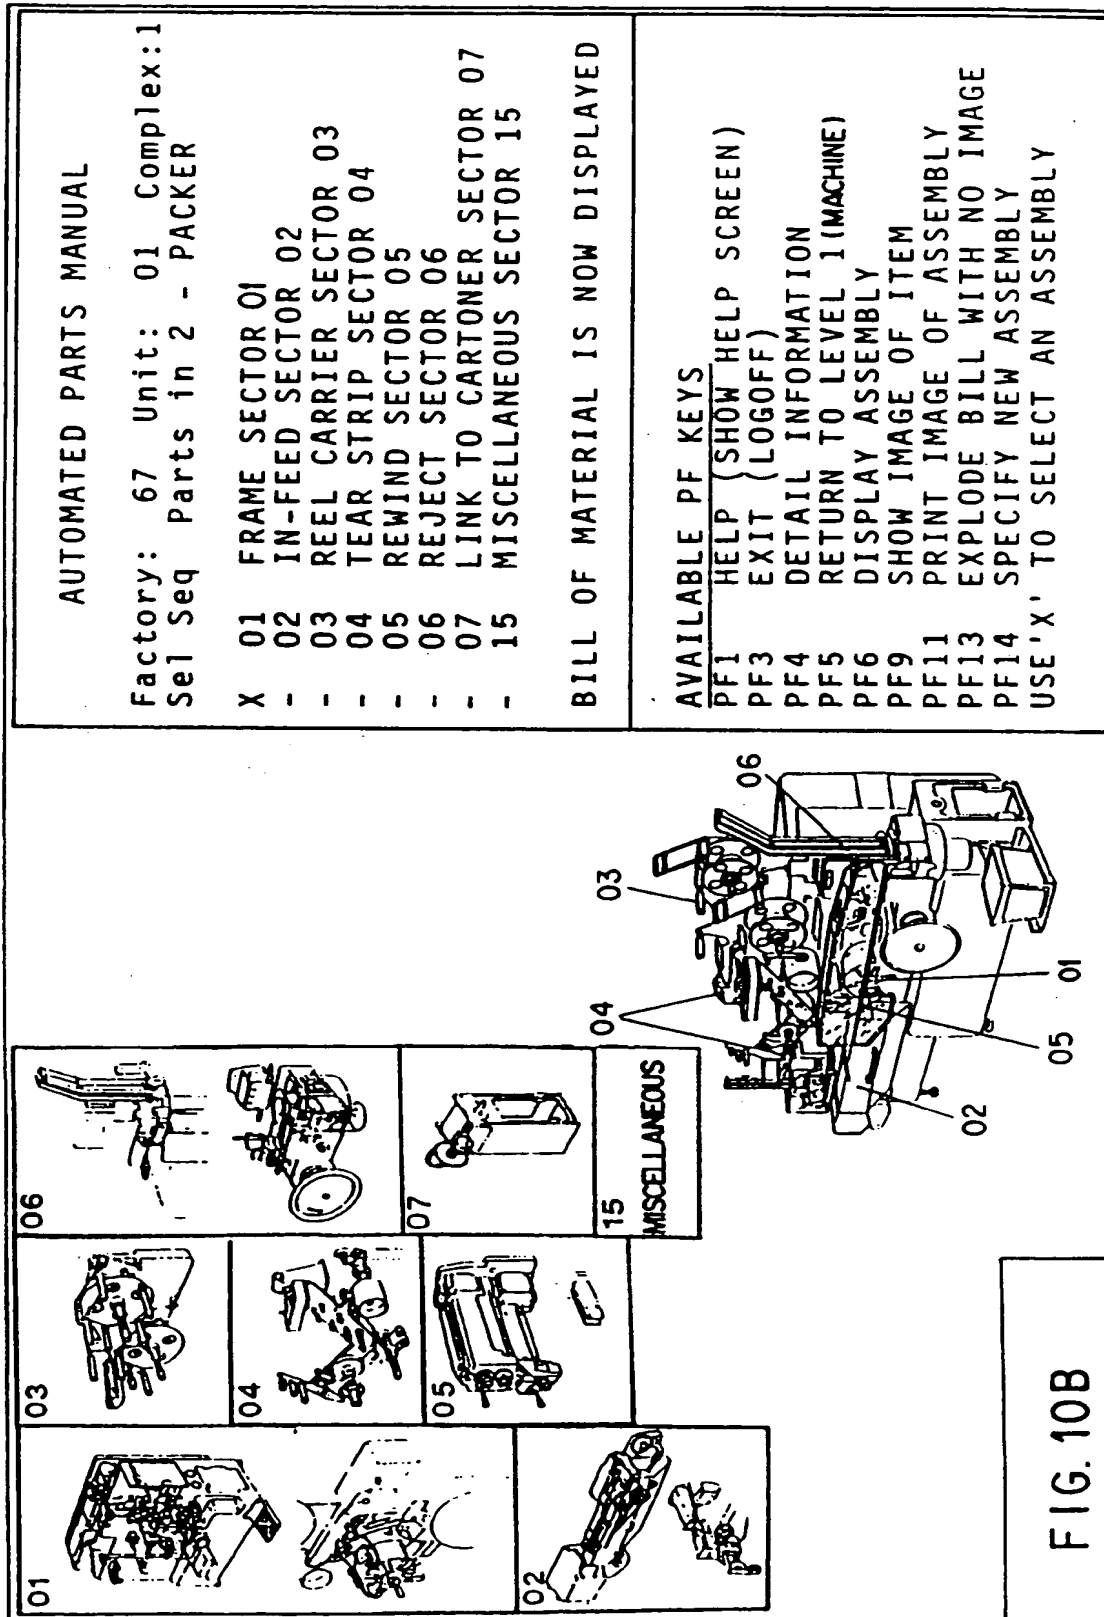 01
03
06
04
02
05
07
15
MISCELLANEOUS
04
03
06
02
05
01
FIG. 10B
AUTOMATED PARTS MANUAL
Factory: 67 Unit: 01 Complex:1
Sel Seq Parts in 2 - PACKER
X 01 FRAME SECTOR 01
- 02 IN-FEED SECTOR 02
- 03 REEL CARRIER SECTOR 03
- 04 TEAR STRIP SECTOR 04
- 05 REWIND SECTOR 05
- 06 REJECT SECTOR 06
- 07 LINK TO CARTONER SECTOR 07
- 15 MISCELLANEOUS SECTOR 15
BILL OF MATERIAL IS NOW DISPLAYED
AVAILABLE PF KEYS
PF1 HELP (SHOW HELP SCREEN)
PF3 EXIT (LOGOFF)
PF4 DETAIL INFORMATION
PF5 RETURN TO LEVEL 1(MACHINE)
PF6 DISPLAY ASSEMBLY
PF9 SHOW IMAGE OF ITEM
PF11 PRINT IMAGE OF ASSEMBLY
PF13 EXPLODE BILL WITH NO IMAGE
PF14 SPECIFY NEW ASSEMBLY
USE 'X' TO SELECT AN ASSEMBLY